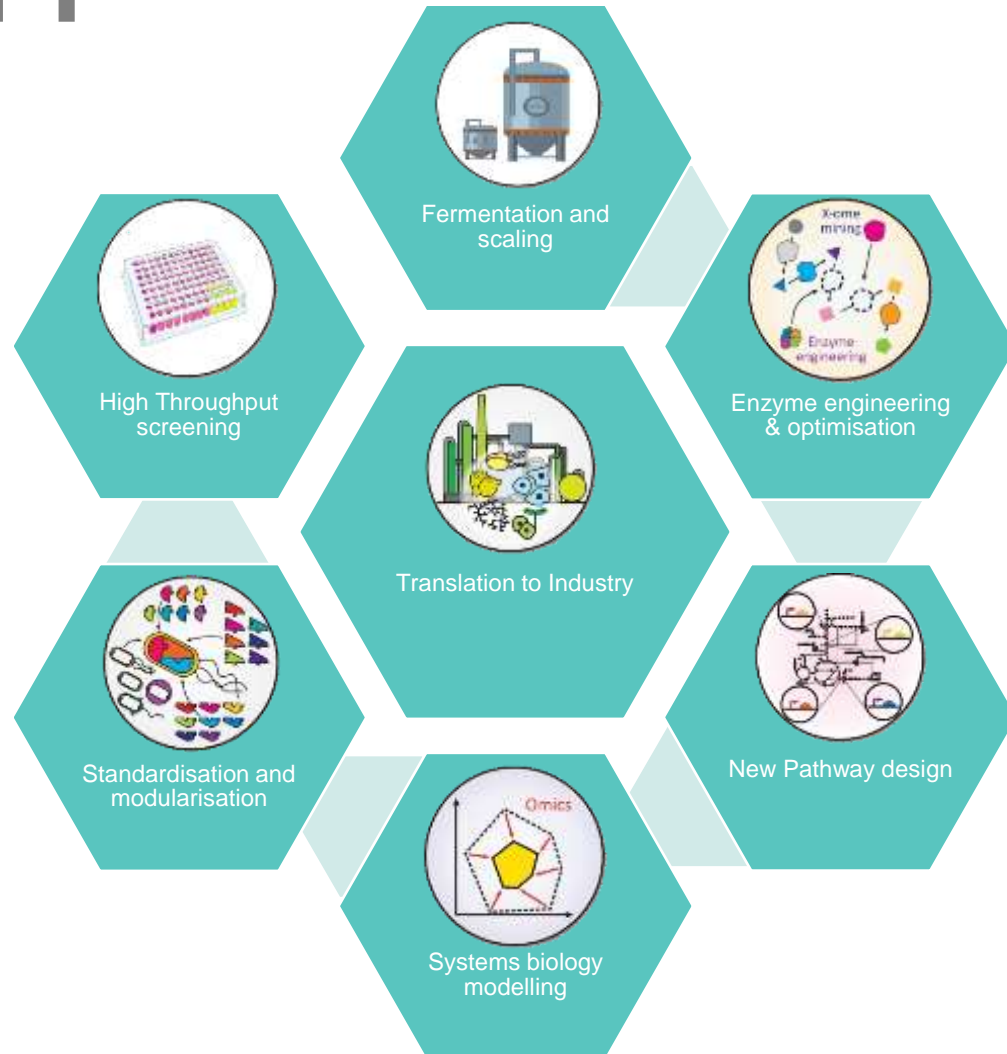 Fermentation and
scaling
X-ome
mining
Enzyme
engineering
High Throughput
screening
Enzyme engineering
& optimisation
Translation to Industry
Standardisation and
modularisation
New Pathway design
Omics
Systems biology
modelling